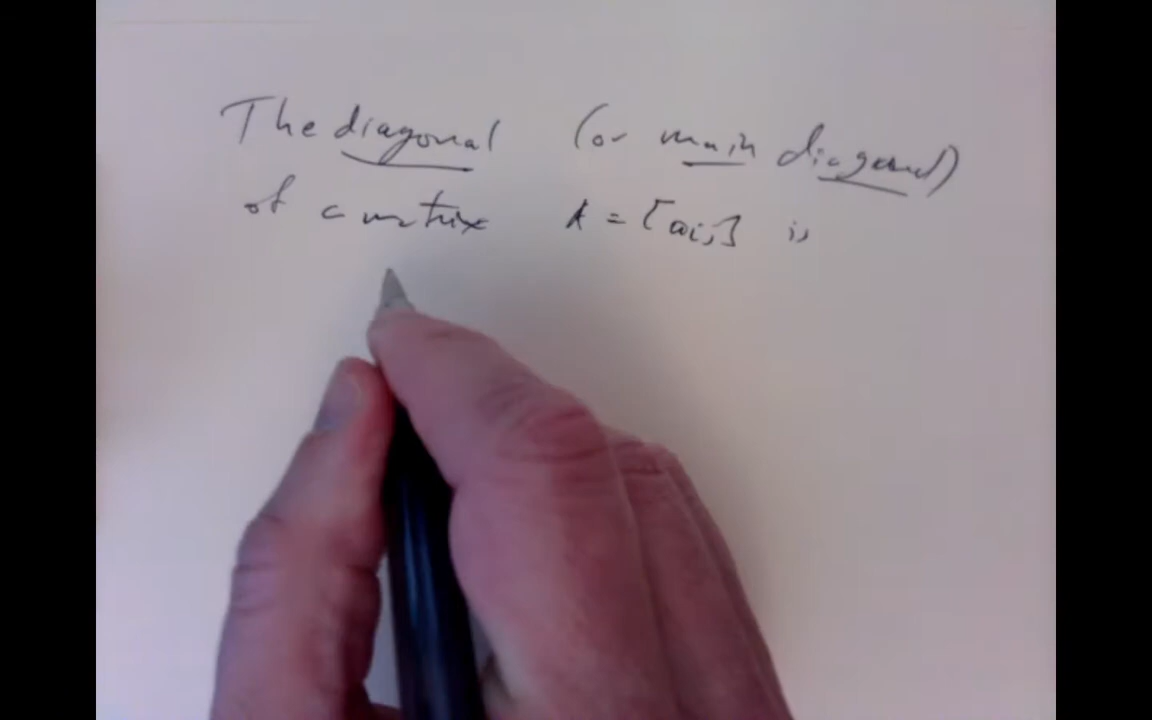 The diagonal (or main diagonal)
of a matrix A = [aij] is